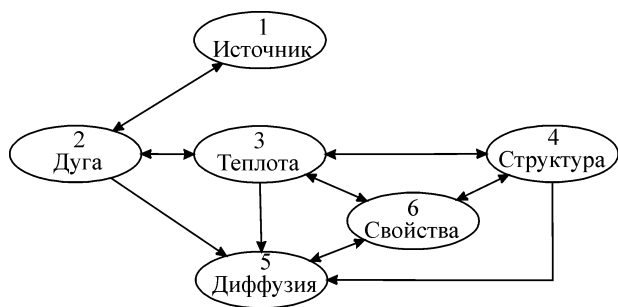 1
Источник
2
Дуга
3
Теплота
4
Структура
6
Свойства
5
Диффузия